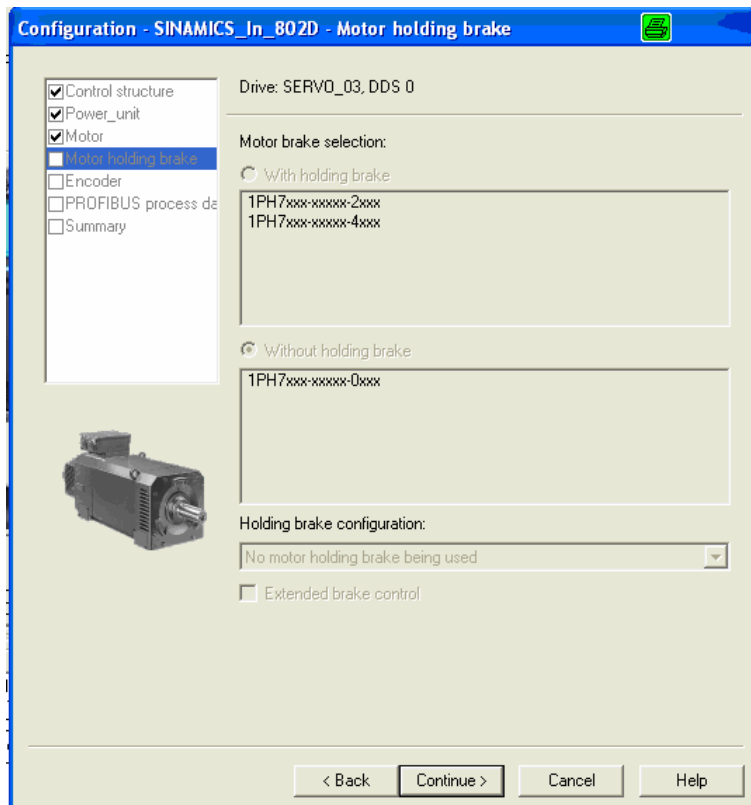 Configuration - SINAMICS_In_802D - Motor holding brake
Control structure
Power_unit
Motor
Motor holding brake
Encoder
PROFIBUS process da
Summary
Drive: SERVO_03, DDS 0
Motor brake selection:
With holding brake
1PH7xxx-xxxxx-2xxx
1PH7xxx-xxxxx-4xxx
Without holding brake
1PH7xxx-xxxxx-0xxx
Holding brake configuration:
No motor holding brake being used
Extended brake control
< Back
Continue >
Cancel
Help